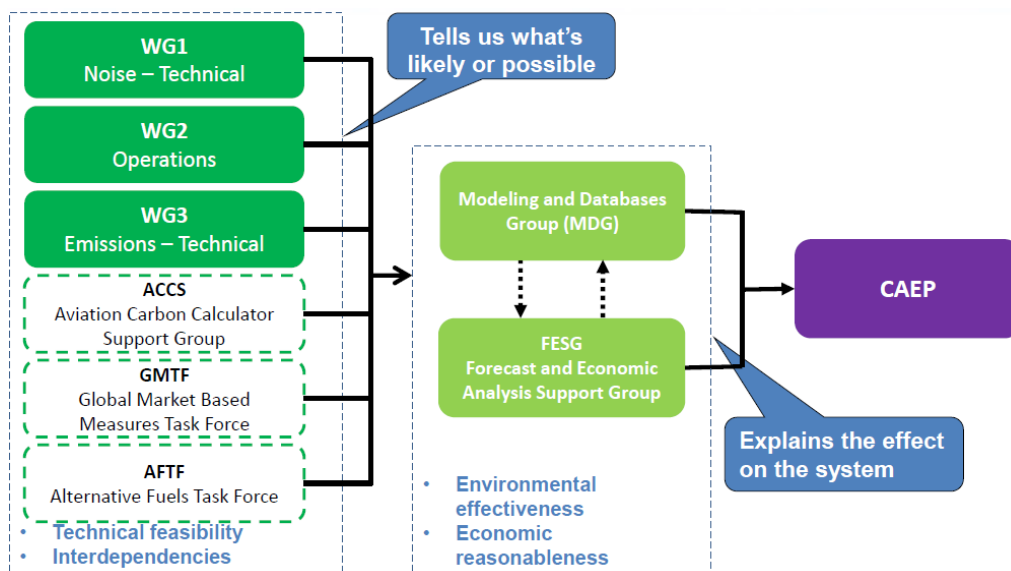 WG1
Noise – Technical
WG2
Operations
WG3
Emissions – Technical
ACCS
Aviation Carbon Calculator
Support Group
GMTF
Global Market Based
Measures Task Force
AFTF
Alternative Fuels Task Force
• Technical feasibility
• Interdependencies
Tells us what's
likely or possible
Modeling and Databases
Group (MDG)
FESG
Forecast and Economic
Analysis Support Group
• Environmental
effectiveness
• Economic
reasonableness
CAEP
Explains the effect
on the system